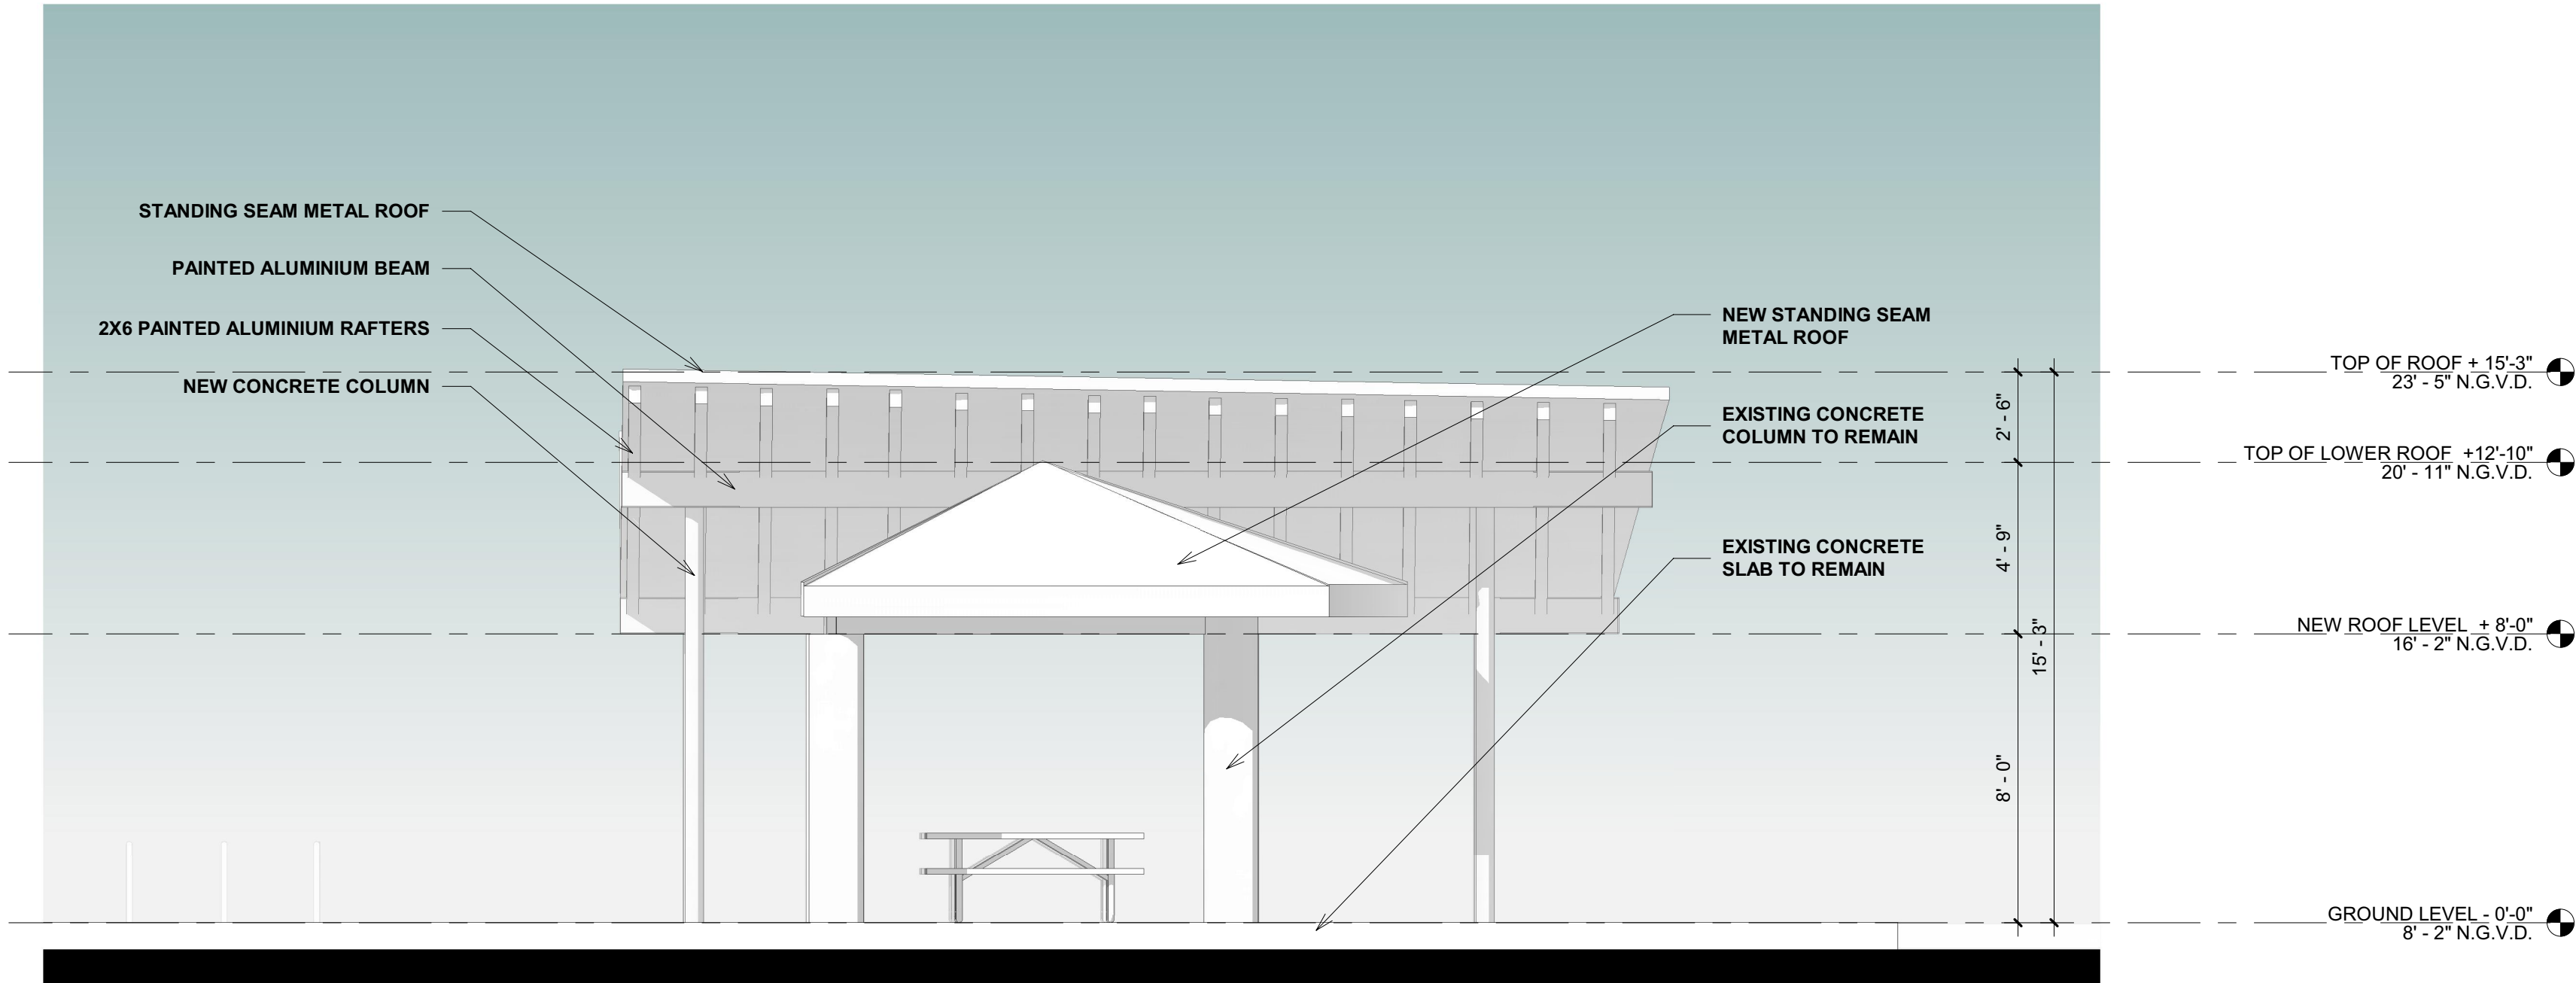 STANDING SEAM METAL ROOF
PAINTED ALUMINIUM BEAM
2X6 PAINTED ALUMINIUM RAFTERS
NEW CONCRETE COLUMN
NEW STANDING SEAM
METAL ROOF
EXISTING CONCRETE
COLUMN TO REMAIN
EXISTING CONCRETE
SLAB TO REMAIN
2' - 6"
4' - 9"
8' - 0"
15' - 3"
TOP OF ROOF + 15'-3"
23' - 5" N.G.V.D.
TOP OF LOWER ROOF +12'-10"
20' - 11" N.G.V.D.
NEW ROOF LEVEL + 8'-0"
16' - 2" N.G.V.D.
GROUND LEVEL - 0'-0"
8' - 2" N.G.V.D.